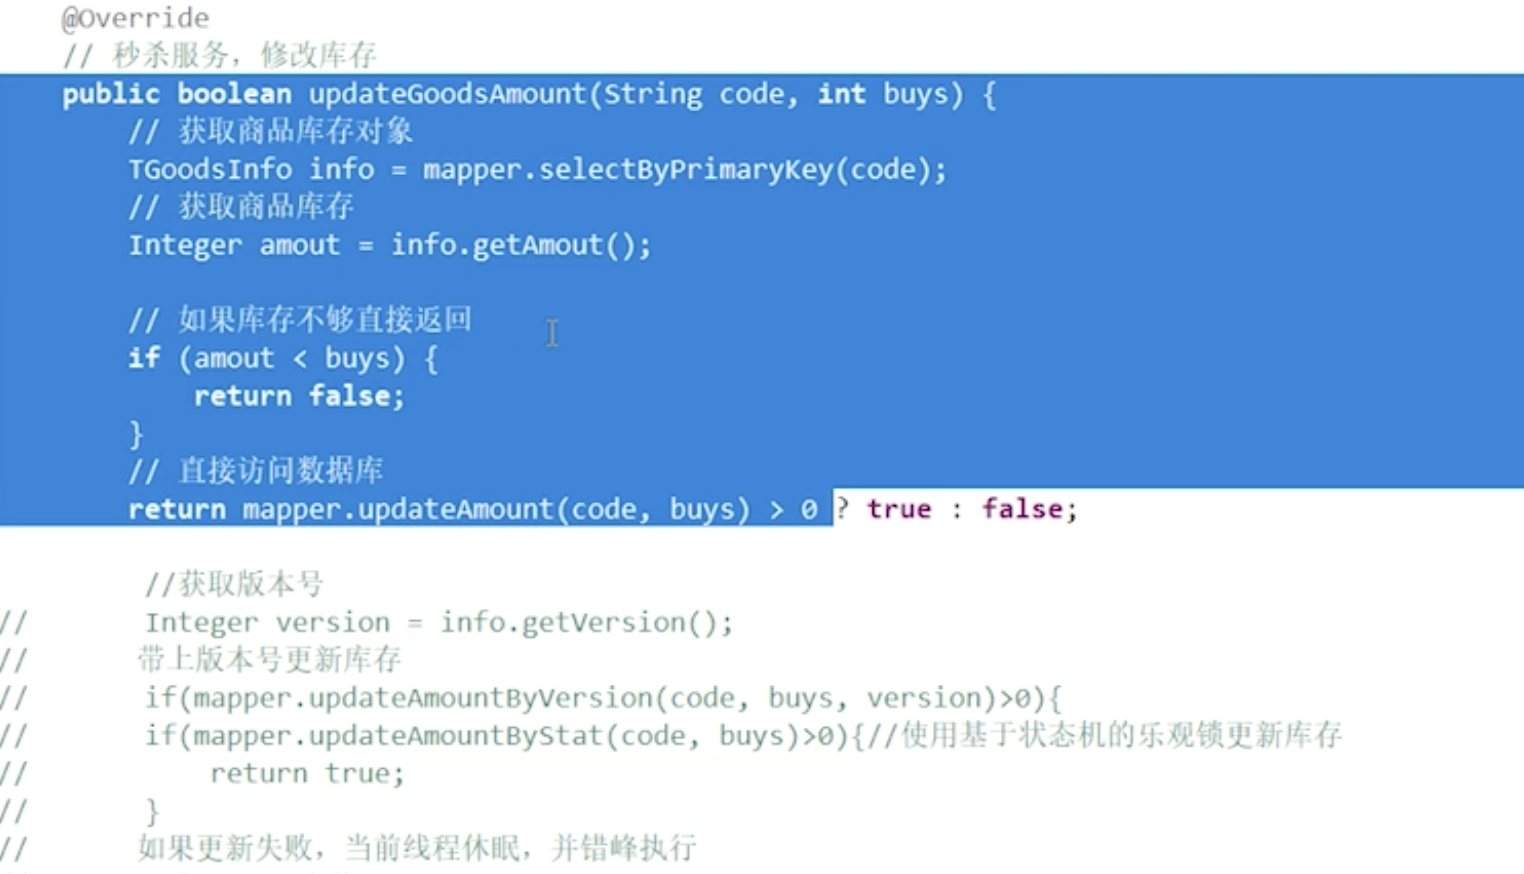 @Override
// 秒杀服务，修改库存
public boolean updateGoodsAmount(String code, int buys) {
// 获取商品库存对象
TGoodsInfo info = mapper.selectByPrimaryKey(code);
// 获取商品库存
Integer amout = info.getAmout();
// 如果库存不够直接返回
if (amout < buys) {
return false;
}
// 直接访问数据库
return mapper.updateAmount(code, buys) > 0 ? true : false;
//获取版本号
// Integer version = info.getVersion();
// 带上版本号更新库存
// if(mapper.updateAmountByVersion(code, buys, version)>0){
// if(mapper.updateAmountByStat(code, buys)>0){//使用基于状态机的乐观锁更新库存
// return true;
// }
// 如果更新失败，当前线程休眠，并错峰执行